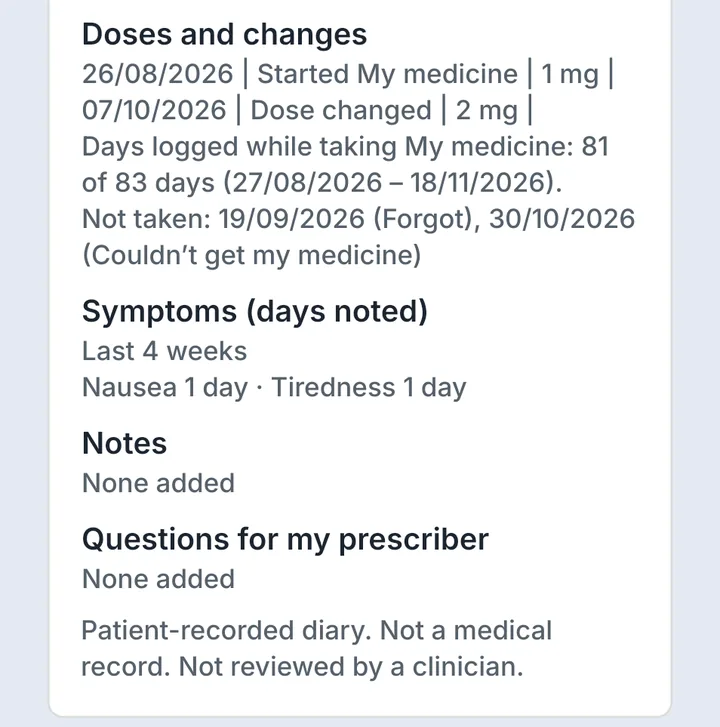 Doses and changes
26/08/2026 | Started My medicine | 1 mg |
07/10/2026 | Dose changed | 2 mg |
Days logged while taking My medicine: 81
of 83 days (27/08/2026 – 18/11/2026).
Not taken: 19/09/2026 (Forgot), 30/10/2026
(Couldn’t get my medicine)
Symptoms (days noted)
Last 4 weeks
Nausea 1 day · Tiredness 1 day
Notes
None added
Questions for my prescriber
None added
Patient-recorded diary. Not a medical
record. Not reviewed by a clinician.